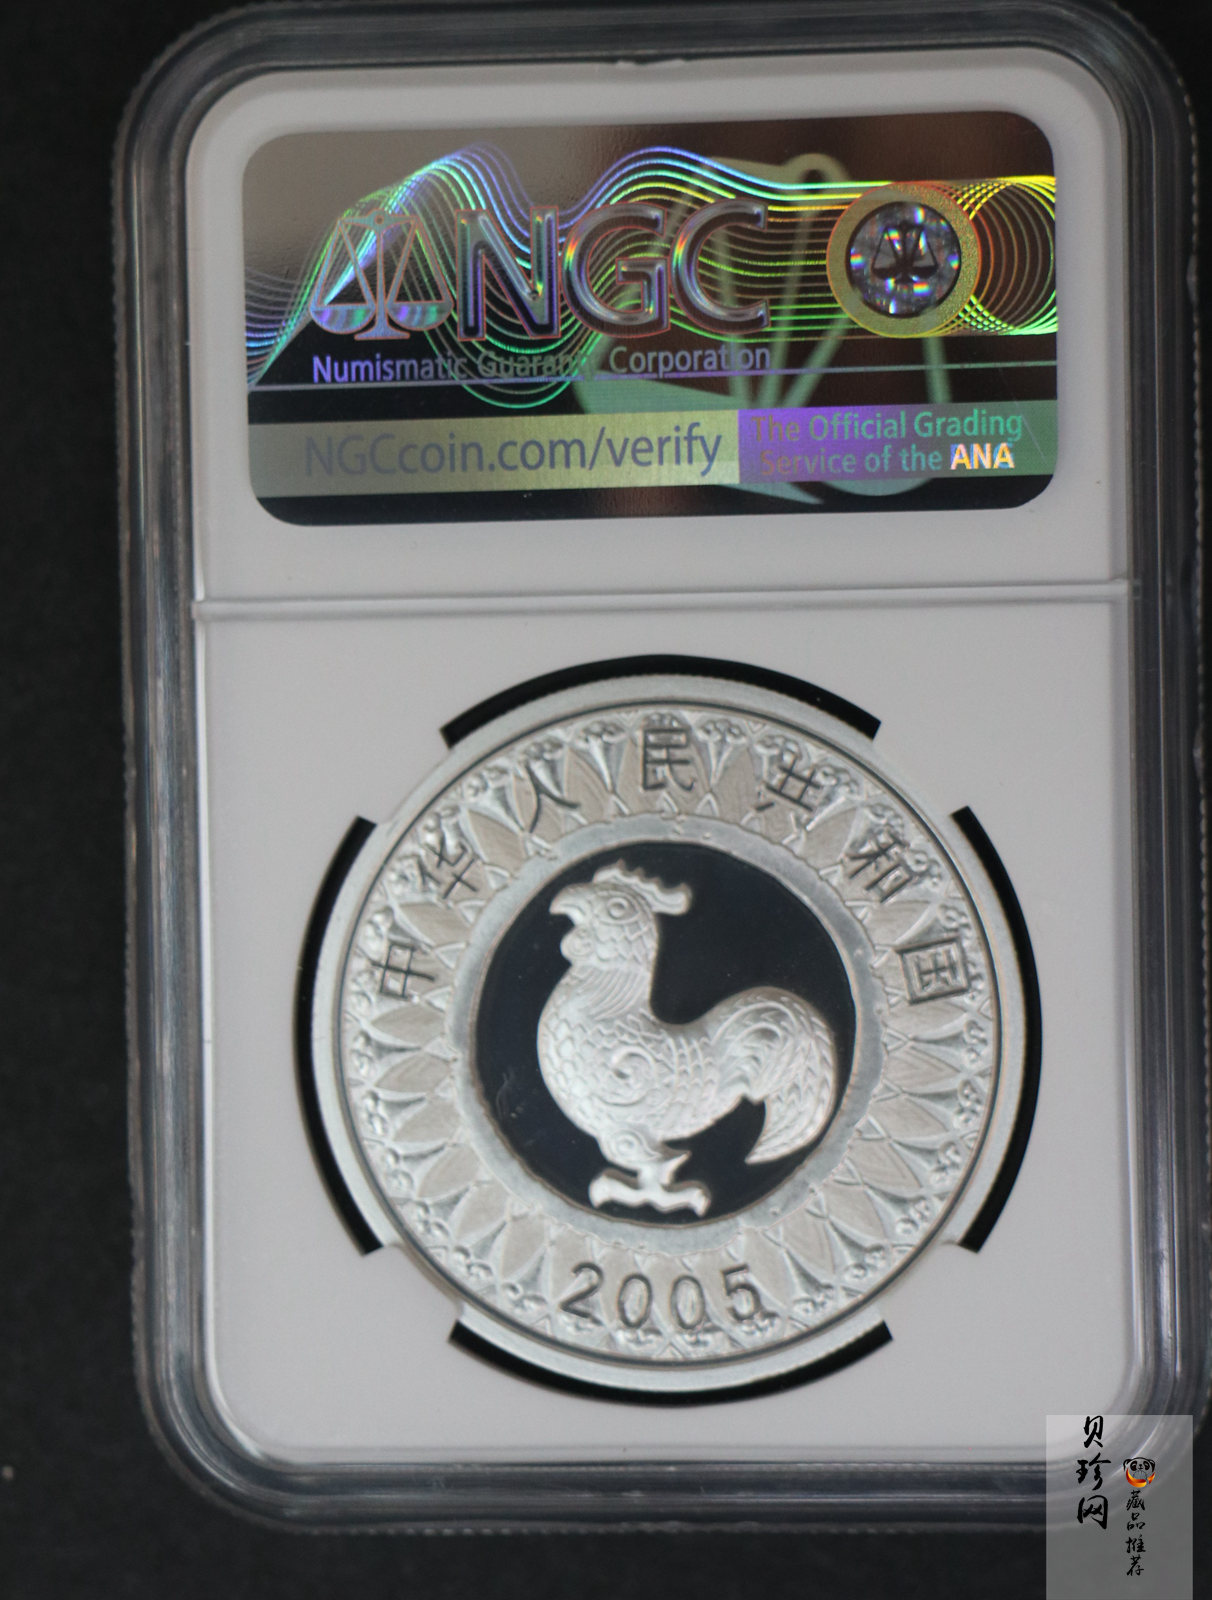 NGC
Numismatic Guaranty Corporation
NGCcoin.com/verify
The Official Grading
Service of the ANA
中华人民共和国
2005
贝珍网
藏品推荐